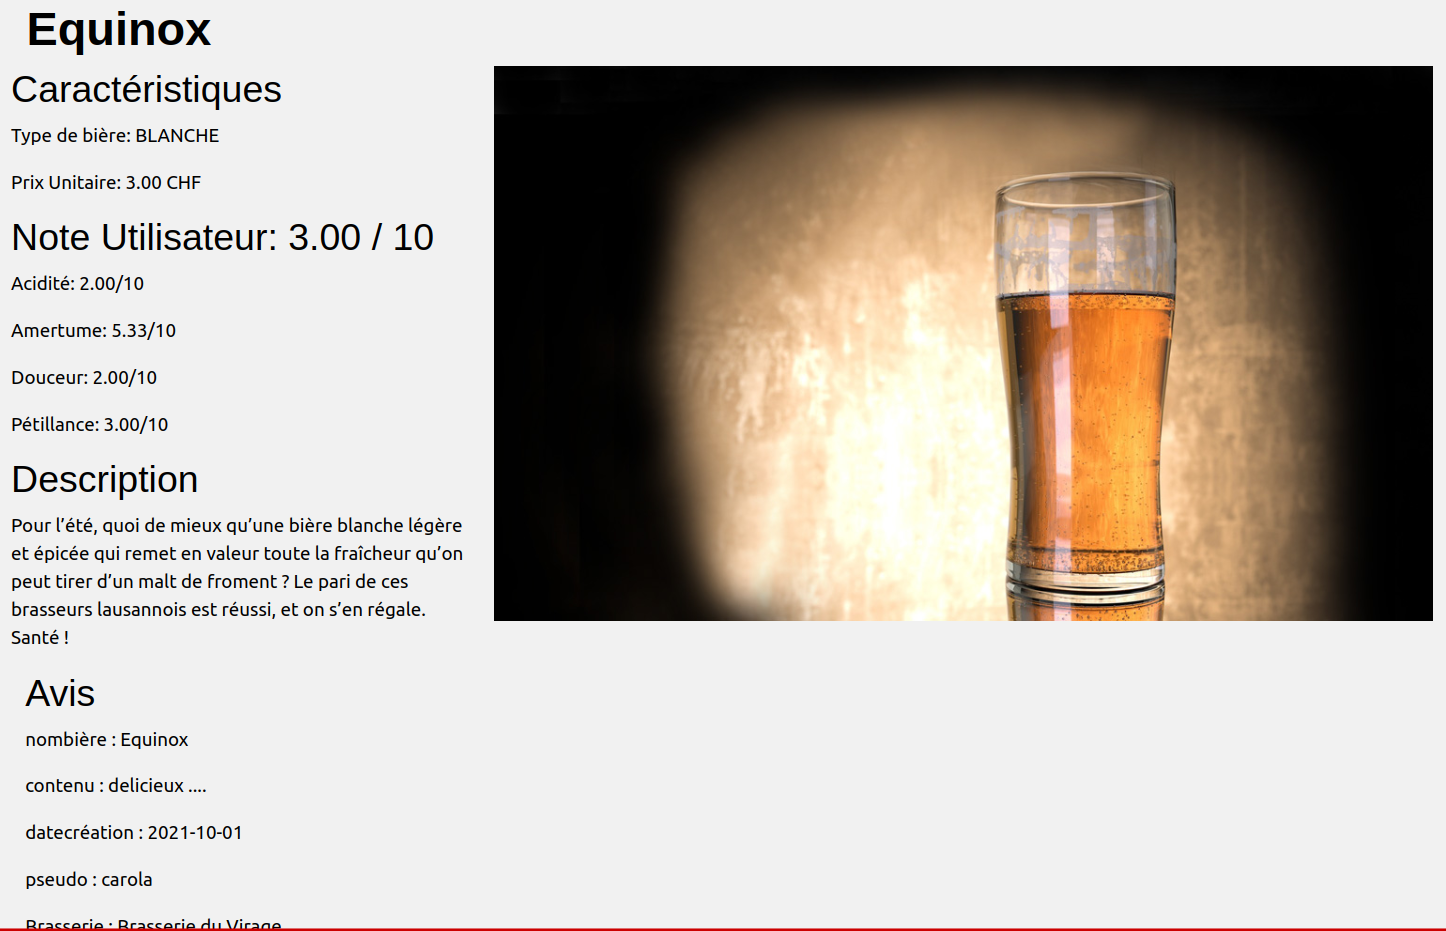 Equinox
Caractéristiques
Type de bière: BLANCHE
Prix Unitaire: 3.00 CHF
Note Utilisateur: 3.00 / 10
Acidité: 2.00/10
Amertume: 5.33/10
Douceur: 2.00/10
Pétillance: 3.00/10
Description
Pour l’été, quoi de mieux qu’une bière blanche légère
et épicée qui remet en valeur toute la fraîcheur qu’on
peut tirer d’un malt de froment ? Le pari de ces
brasseurs lausannois est réussi, et on s’en régale.
Santé !
Avis
nombière : Equinox
contenu : delicieux ....
datecréation : 2021-10-01
pseudo : carola
Brasserie : Brasserie du Virage